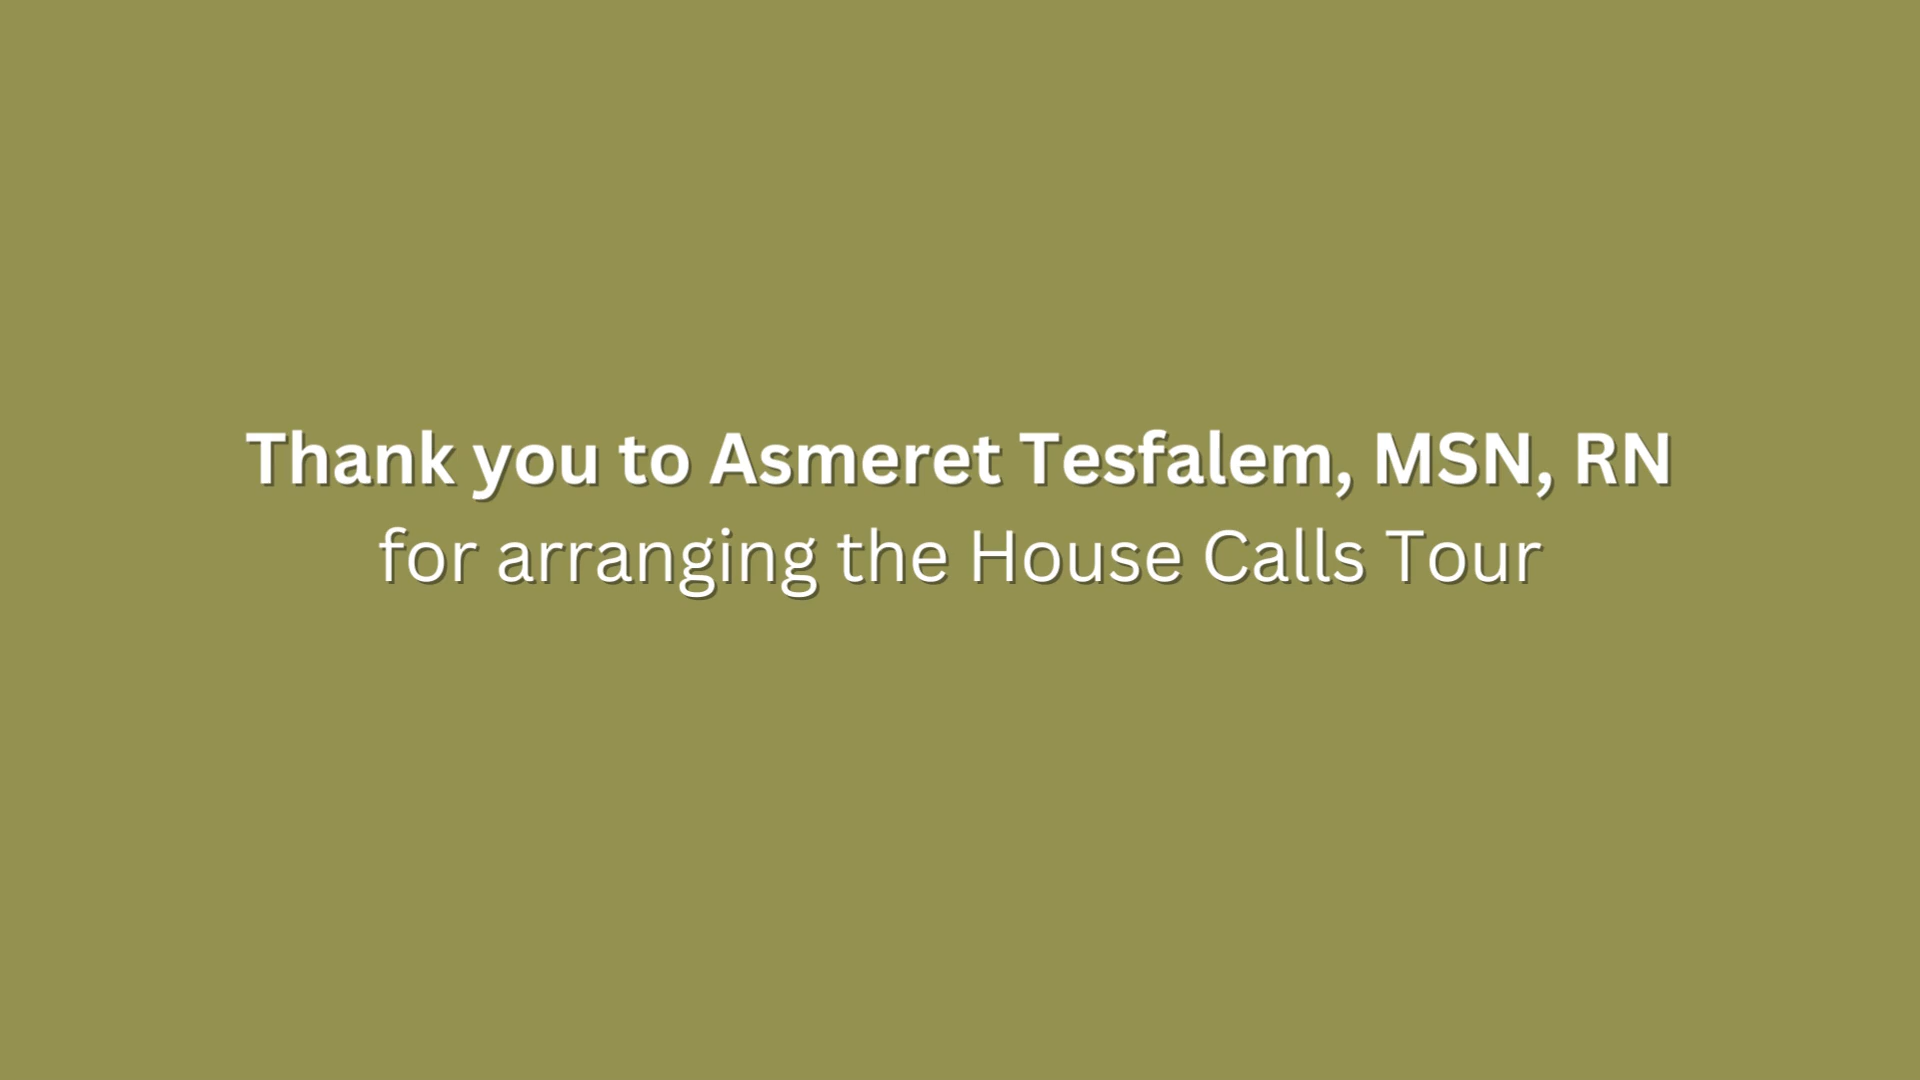 Thank you to Asmeret Tesfalem, MSN, RN
for arranging the House Calls Tour